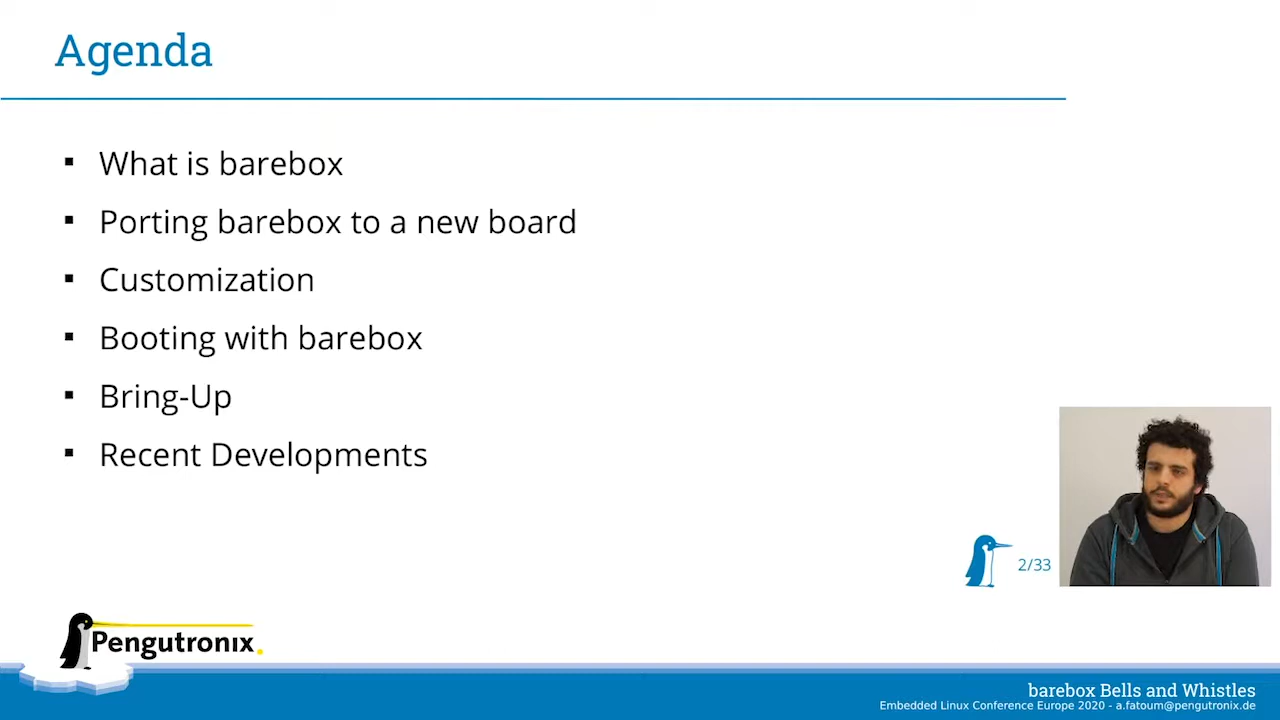 Agenda
▪ What is barebox
▪ Porting barebox to a new board
▪ Customization
▪ Booting with barebox
▪ Bring-Up
▪ Recent Developments
2/33
Pengutronix
barebox Bells and Whistles
Embedded Linux Conference Europe 2020 - a.fatoum@pengutronix.de